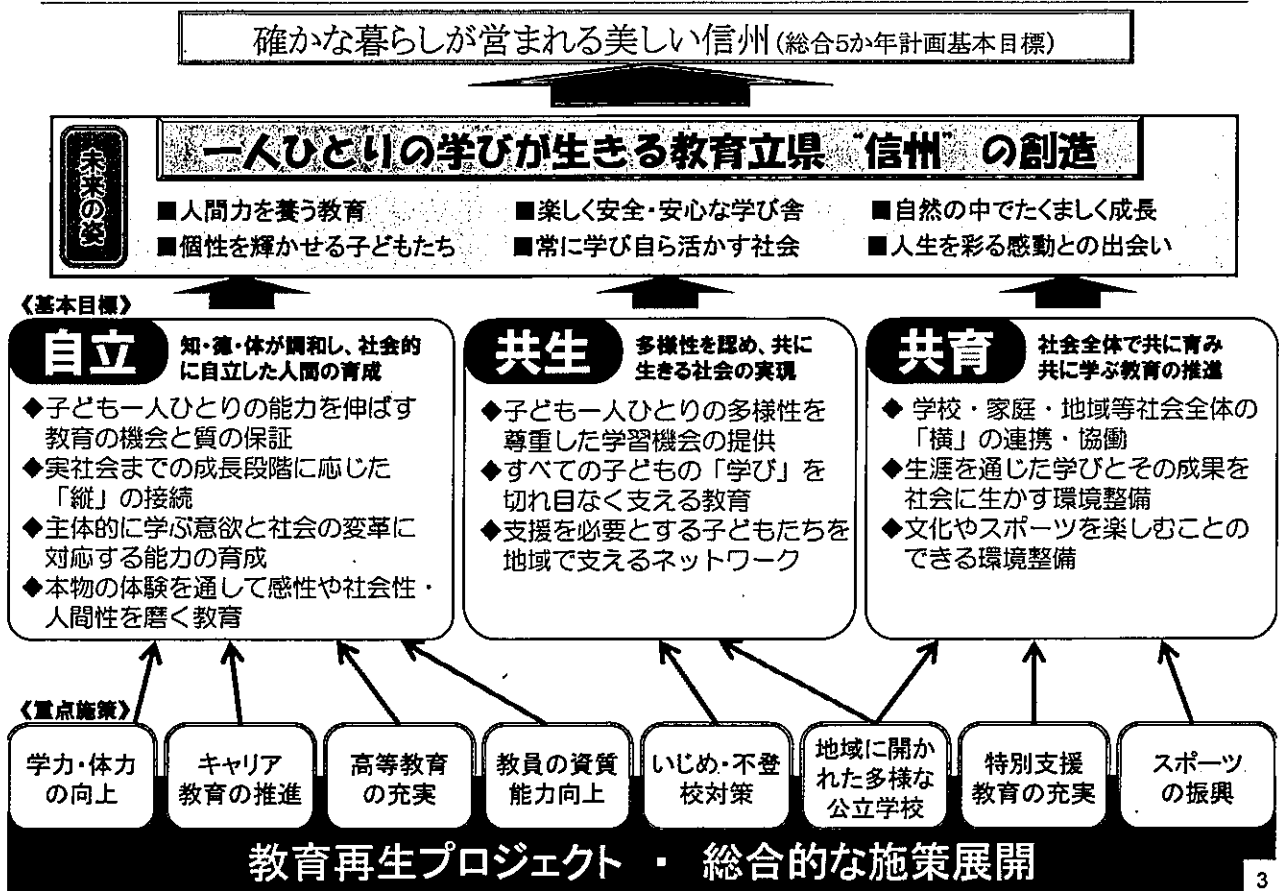 確かな暮らしが営まれる美しい信州(総合5か年計画基本目標)
未来の姿
一人ひとりの学びが生きる教育立県“信州”の創造
■人間力を養う教育
■楽しく安全・安心な学び舎
■自然の中でたくましく成長
■個性を輝かせる子どもたち
■常に学び自ら活かす社会
■人生を彩る感動との出会い
《基本目標》
自立
知・徳・体が調和し、社会的
に自立した人間の育成
◆子ども一人ひとりの能力を伸ばす
教育の機会と質の保証
◆実社会までの成長段階に応じた
「縦」の接続
◆主体的に学ぶ意欲と社会の変革に
対応する能力の育成
◆本物の体験を通して感性や社会性・
人間性を磨く教育
共生
多様性を認め、共に
生きる社会の実現
◆子ども一人ひとりの多様性を
尊重した学習機会の提供
◆すべての子どもの「学び」を
切れ目なく支える教育
◆支援を必要とする子どもたちを
地域で支えるネットワーク
共育
社会全体で共に育み
共に学ぶ教育の推進
◆学校・家庭・地域等社会全体の
「横」の連携・協働
◆生涯を通じた学びとその成果を
社会に生かす環境整備
◆文化やスポーツを楽しむことの
できる環境整備
《重点施策》
学力・体力
の向上
キャリア
教育の推進
高等教育
の充実
教員の資質
能力向上
いじめ・不登
校対策
地域に開か
れた多様な
公立学校
特別支援
教育の充実
スポーツ
の振興
教育再生プロジェクト ・ 総合的な施策展開
3